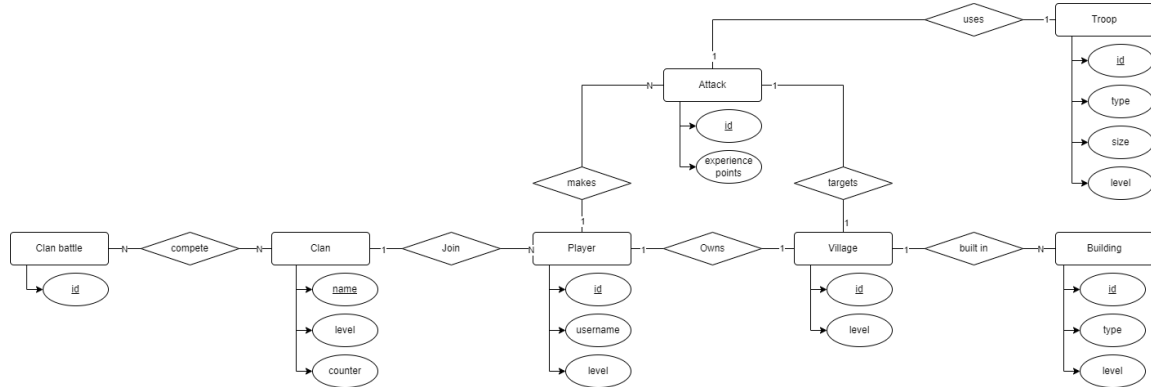 uses
1
1
Troop
id
type
size
level
1
N
Attack
1
id
experience
points
makes
targets
1
1
Clan battle
N
compete
N
Clan
1
Join
N
Player
1
Owns
1
Village
1
built in
N
Building
id
name
level
counter
id
username
level
id
level
id
type
level